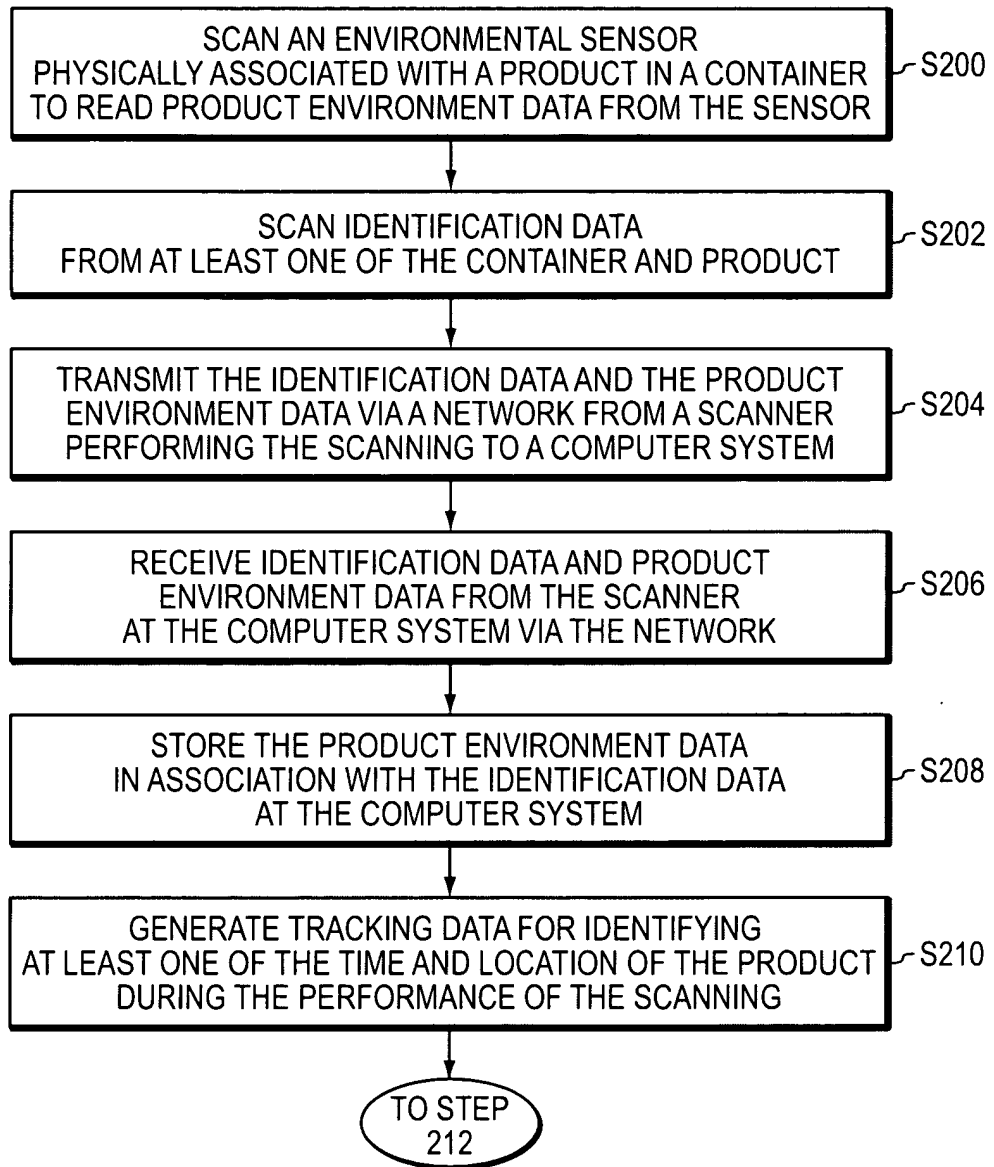 SCAN AN ENVIRONMENTAL SENSOR
PHYSICALLY ASSOCIATED WITH A PRODUCT IN A CONTAINER
TO READ PRODUCT ENVIRONMENT DATA FROM THE SENSOR
S200
SCAN IDENTIFICATION DATA
FROM AT LEAST ONE OF THE CONTAINER AND PRODUCT
S202
TRANSMIT THE IDENTIFICATION DATA AND THE PRODUCT
ENVIRONMENT DATA VIA A NETWORK FROM A SCANNER
PERFORMING THE SCANNING TO A COMPUTER SYSTEM
S204
RECEIVE IDENTIFICATION DATA AND PRODUCT
ENVIRONMENT DATA FROM THE SCANNER
AT THE COMPUTER SYSTEM VIA THE NETWORK
S206
STORE THE PRODUCT ENVIRONMENT DATA
IN ASSOCIATION WITH THE IDENTIFICATION DATA
AT THE COMPUTER SYSTEM
S208
GENERATE TRACKING DATA FOR IDENTIFYING
AT LEAST ONE OF THE TIME AND LOCATION OF THE PRODUCT
DURING THE PERFORMANCE OF THE SCANNING
S210
TO STEP
212